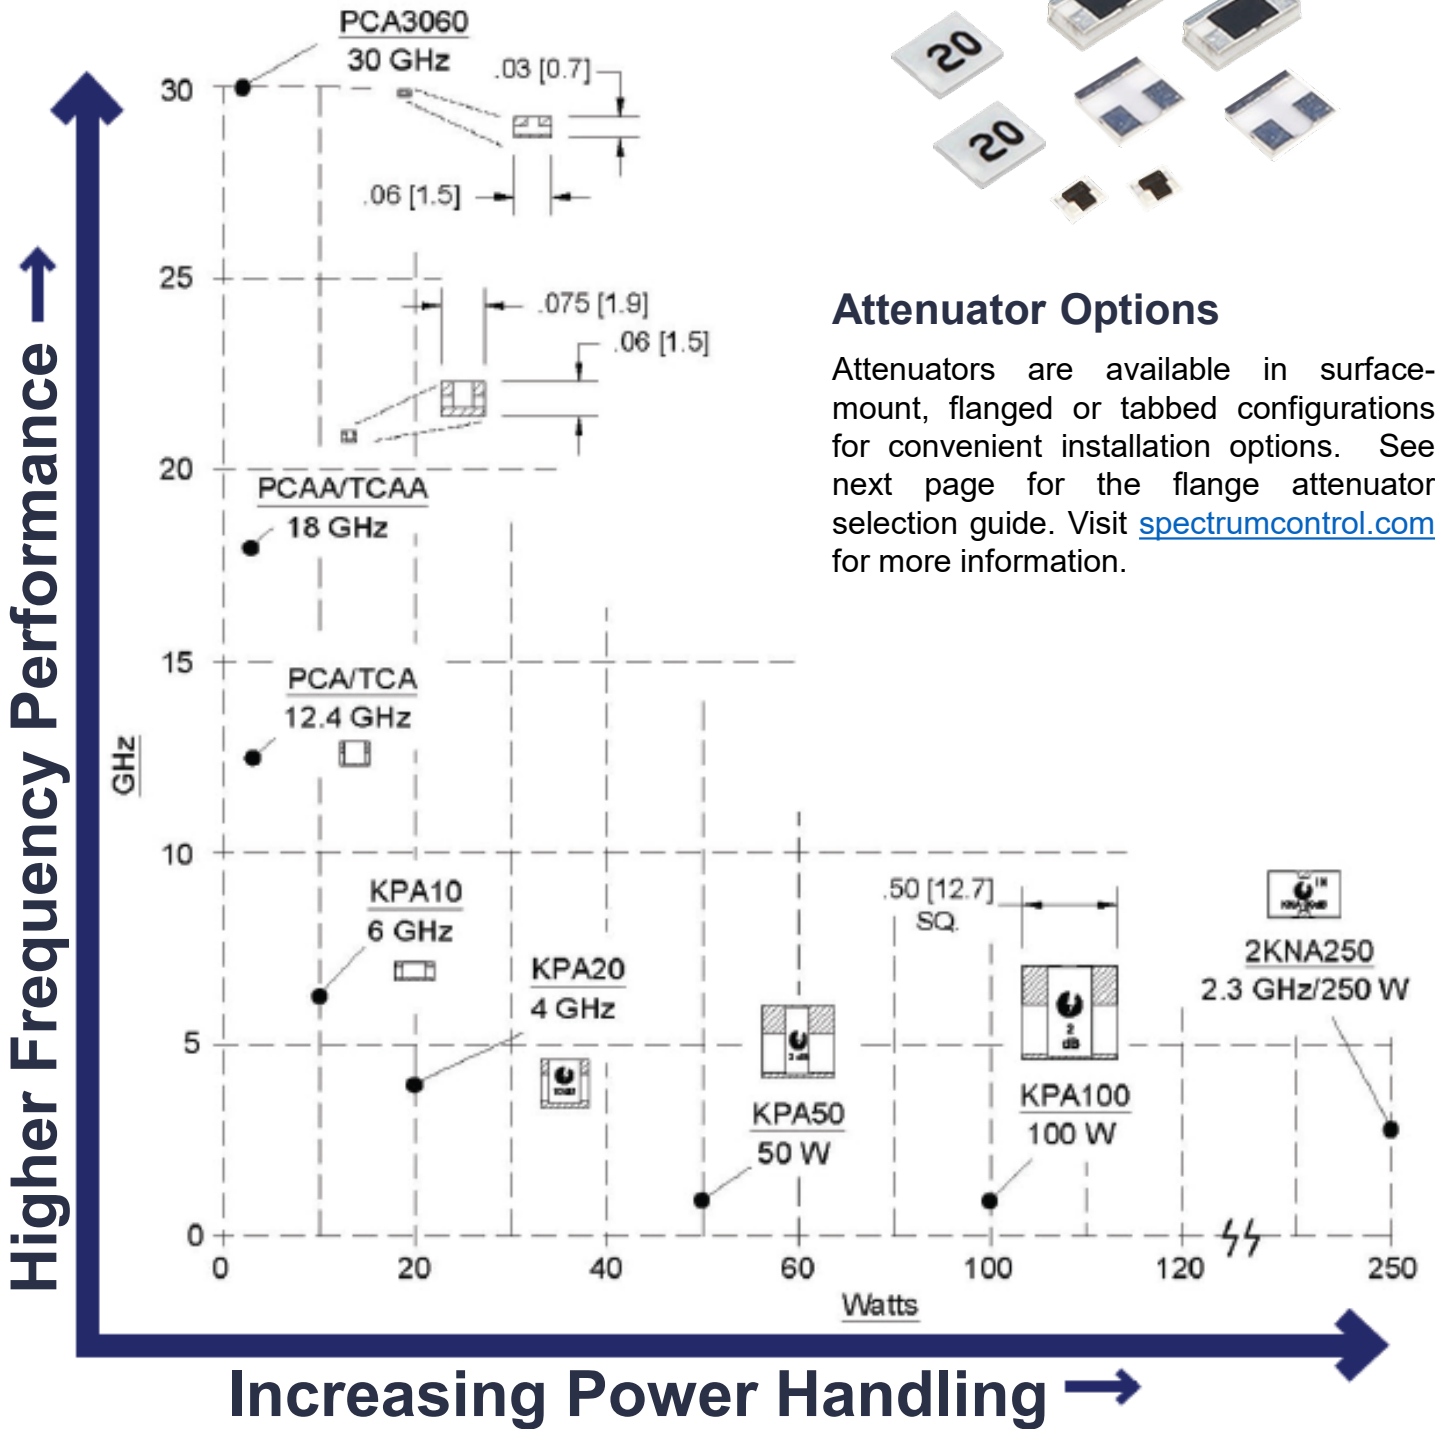 PCA3060
30 GHz
.03 [0.7]
.06 [1.5]
20
20
30
25
20
15
10
5
0
GHz
Higher Frequency Performance
.075 [1.9]
.06 [1.5]
Attenuator Options
Attenuators are available in surface-
mount, flanged or tabbed configurations
for convenient installation options. See
next page for the flange attenuator
selection guide. Visit spectrumcontrol.com
for more information.
PCAA/TCAA
18 GHz
PCA/TCA
12.4 GHz
KPA10
6 GHz
KPA20
4 GHz
.50 [12.7]
SQ.
2
dB
KPA50
50 W
KPA100
100 W
IN
2KNA250
2.3 GHz/250 W
0
20
40
60
100
120
250
Watts
Increasing Power Handling